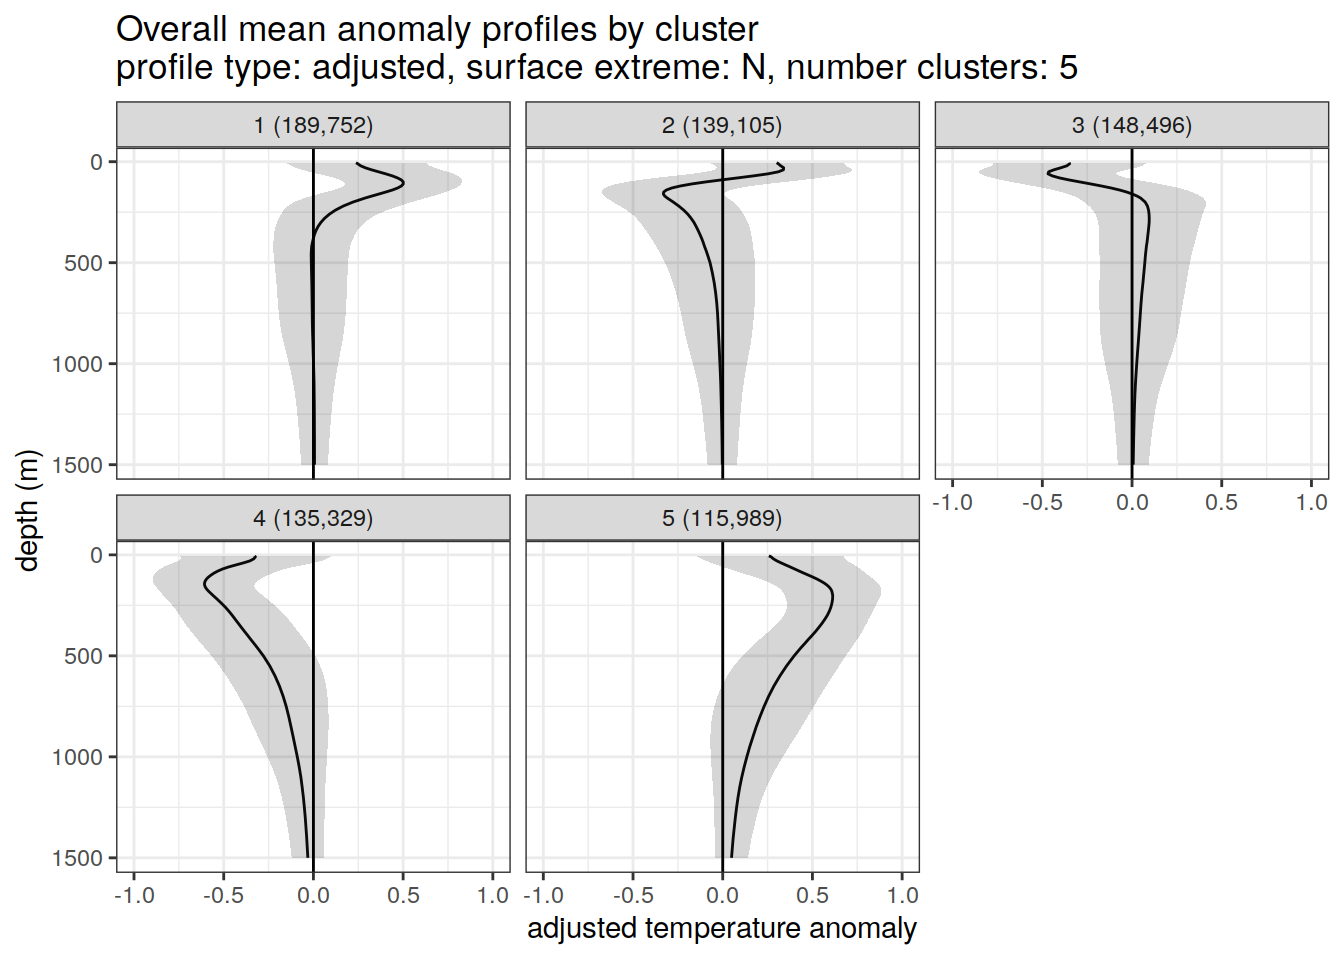 Overall mean anomaly profiles by cluster
profile type: adjusted, surface extreme: N, number clusters: 5
1 (189,752)
2 (139,105)
3 (148,496)
0
500
1000
1500
-1.0 -0.5 0.0 0.5 1.0
4 (135,329)
5 (115,989)
0
500
1000
1500
-1.0 -0.5 0.0 0.5 1.0
-1.0 -0.5 0.0 0.5 1.0
depth (m)
adjusted temperature anomaly